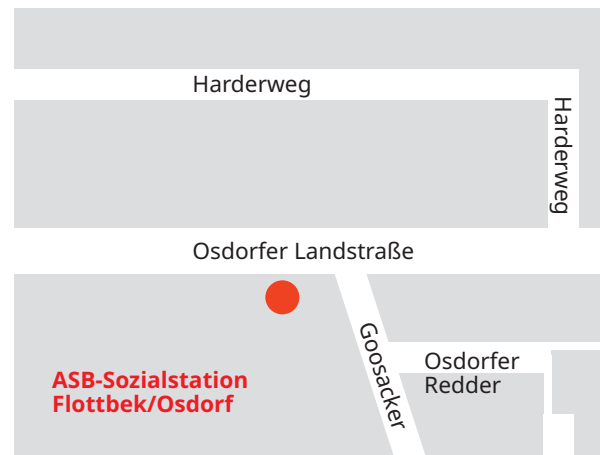 Harderweg
Harderweg
Osdorfer Landstraße
Goosacker
Osdorfer
Redder
ASB-Sozialstation
Flottbek/Osdorf